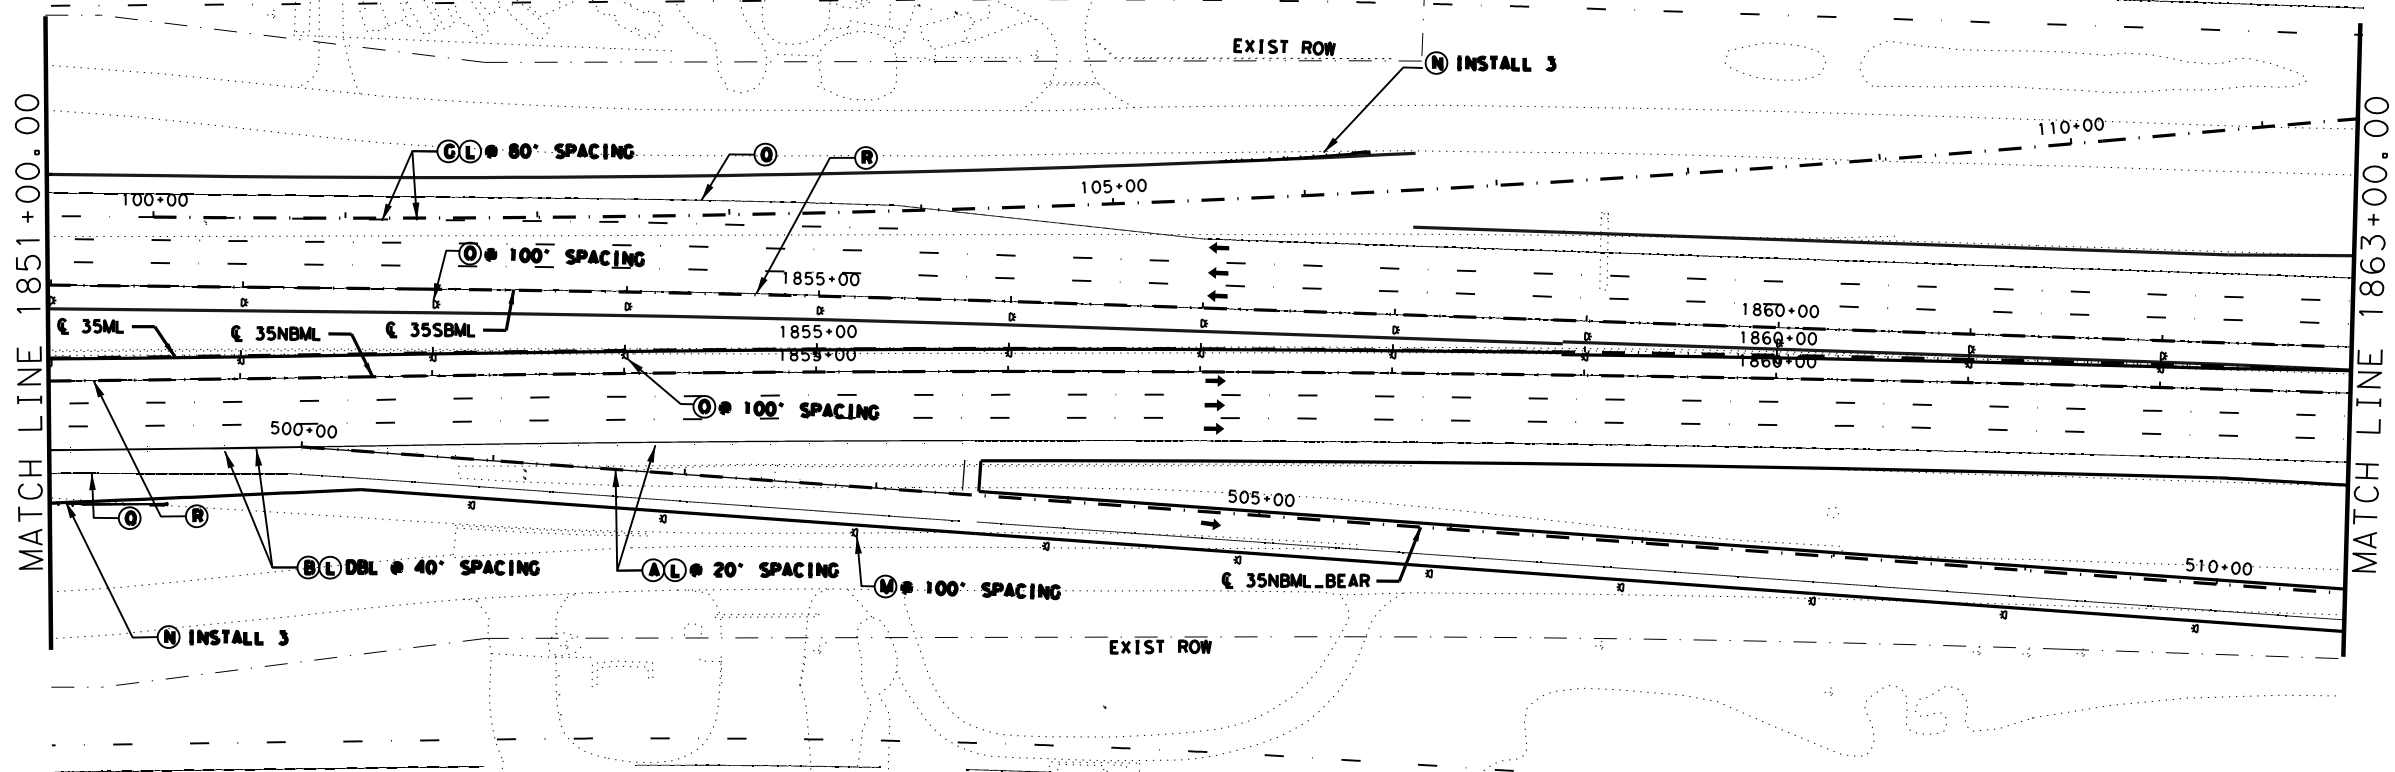 EXIST ROW
N INSTALL 3
MATCH LINE 1851+00.00
MATCH LINE 1863+00.00
110+00
G L @ 80' SPACING
Q
R
105+00
100+00
O @ 100' SPACING
1855+00
1860+00
℄ 35ML
℄ 35NBML
℄ 35SBML
1855+00
1860+00
1855+00
1860+00
O @ 100' SPACING
500+00
505+00
Q
R
B L DBL @ 40' SPACING
A L @ 20' SPACING
M @ 100' SPACING
℄ 35NBML_BEAR
510+00
N INSTALL 3
EXIST ROW